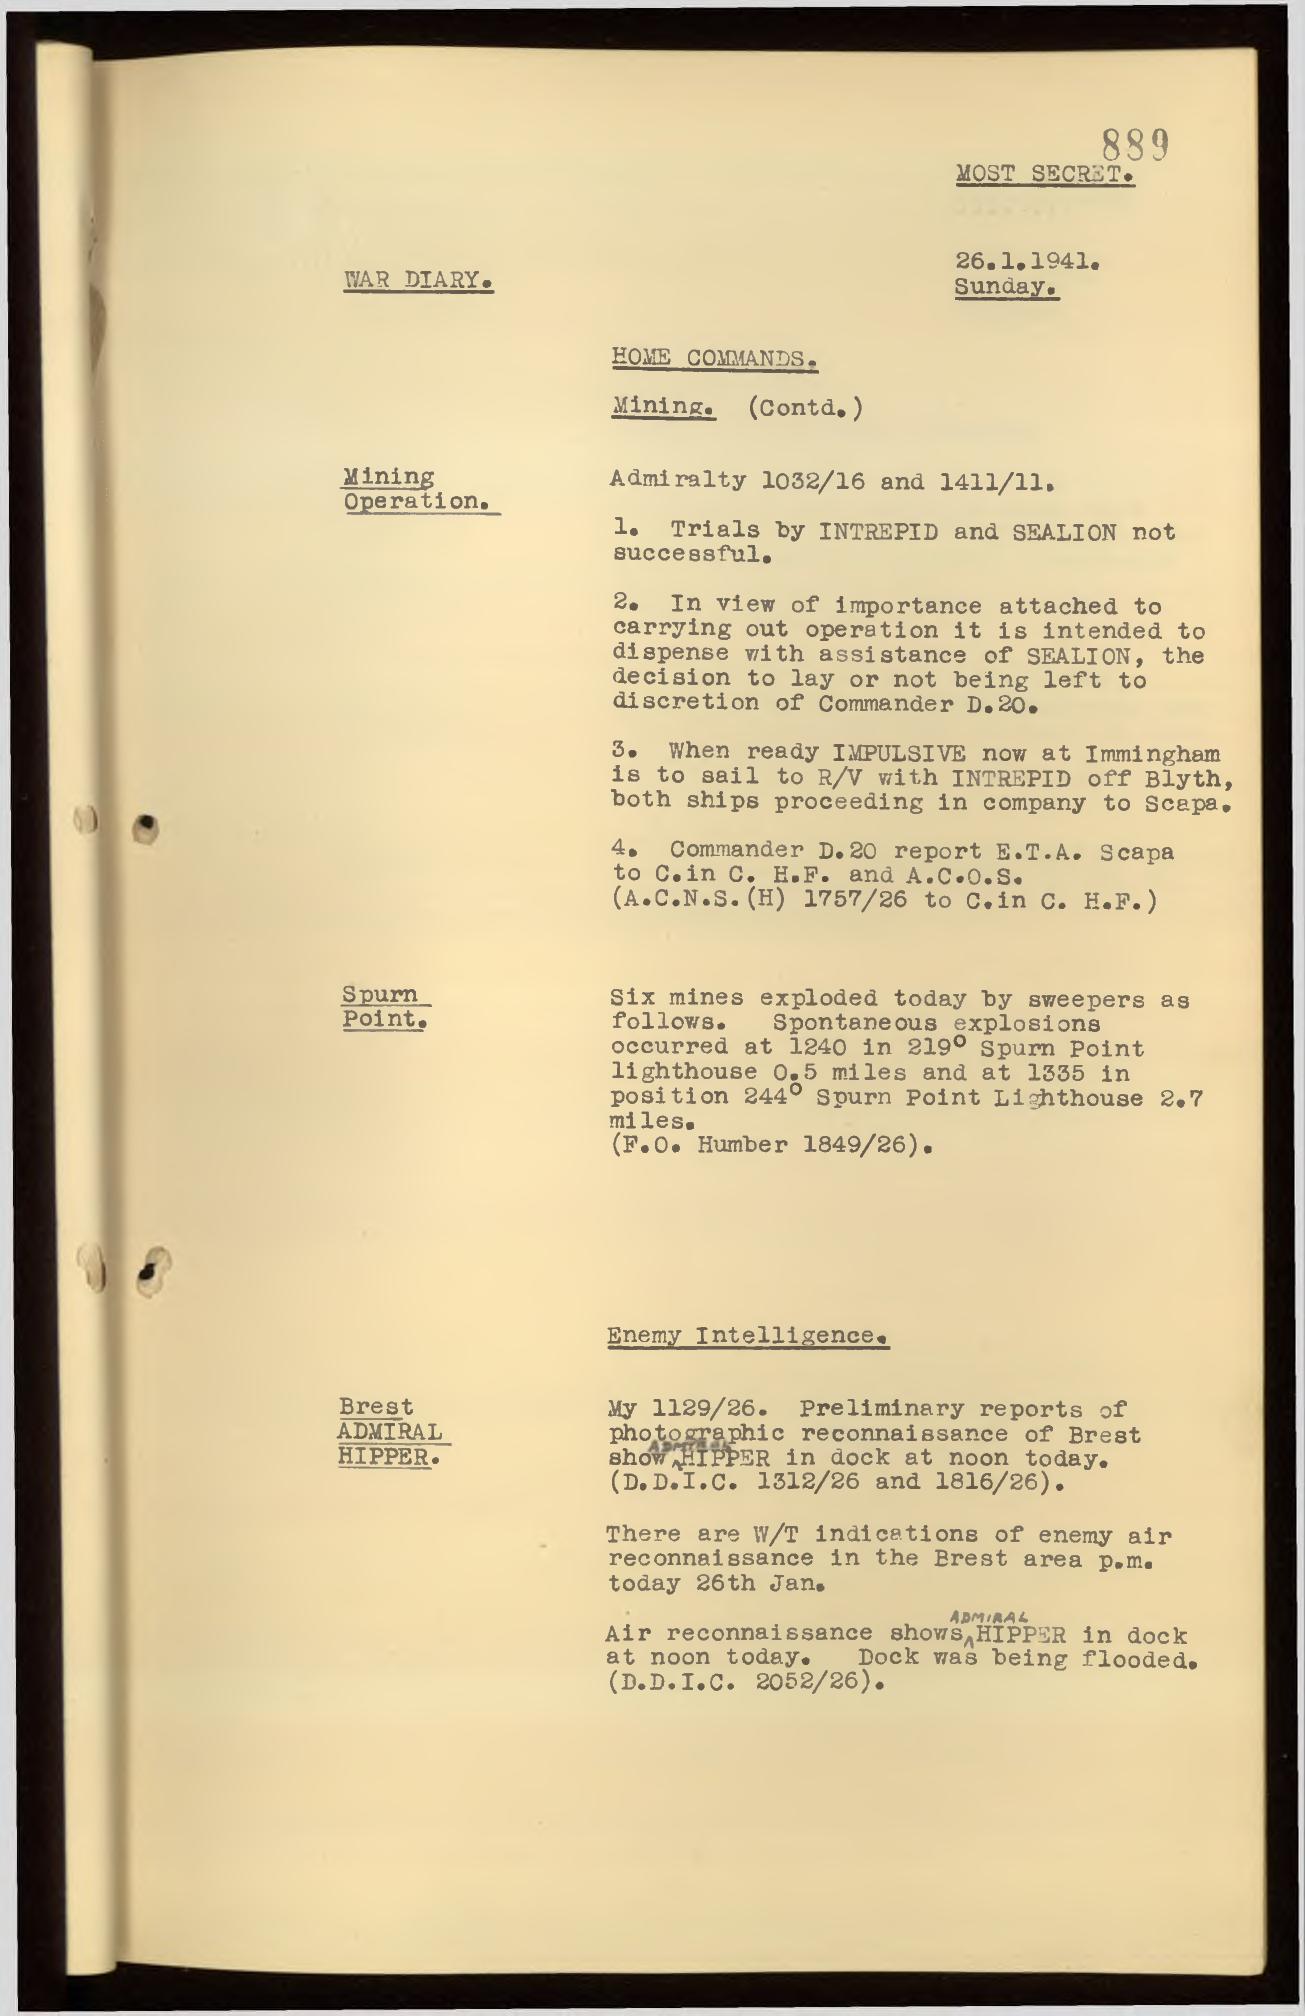 889
MOST SECRET.
26.1.1941.
WAR DIARY.
Sunday.
HOME COMMANDS.
Mining. (Contd.)
Mining
Operation.
Admiralty 1032/16 and 1411/11.
1. Trials by INTREPID and SEALION not
successful.
2. In view of importance attached to
carrying out operation it is intended to
dispense with assistance of SEALION, the
decision to lay or not being left to
discretion of Commander D.20.
3. When ready IMPULSIVE now at Immingham
is to sail to R/V with INTREPID off Blyth,
both ships proceeding in company to Scapa.
4. Commander D.20 report E.T.A. Scapa
to C.in C. H.F. and A.C.O.S.
(A.C.N.S.(H) 1757/26 to C.in C. H.F.)
Spurn
Point.
Six mines exploded today by sweepers as
follows. Spontaneous explosions
occurred at 1240 in 219° Spurn Point
lighthouse 0.5 miles and at 1335 in
position 244° Spurn Point Lighthouse 2.7
miles.
(F.O. Humber 1849/26).
Enemy Intelligence.
Brest
ADMIRAL
HIPPER.
My 1129/26. Preliminary reports of
photographic reconnaissance of Brest
ADMIRAL
show HIPPER in dock at noon today.
(D.D.I.C. 1312/26 and 1816/26).
There are W/T indications of enemy air
reconnaissance in the Brest area p.m.
today 26th Jan.
ADMIRAL
Air reconnaissance shows HIPPER in dock
at noon today. Dock was being flooded.
(D.D.I.C. 2052/26).